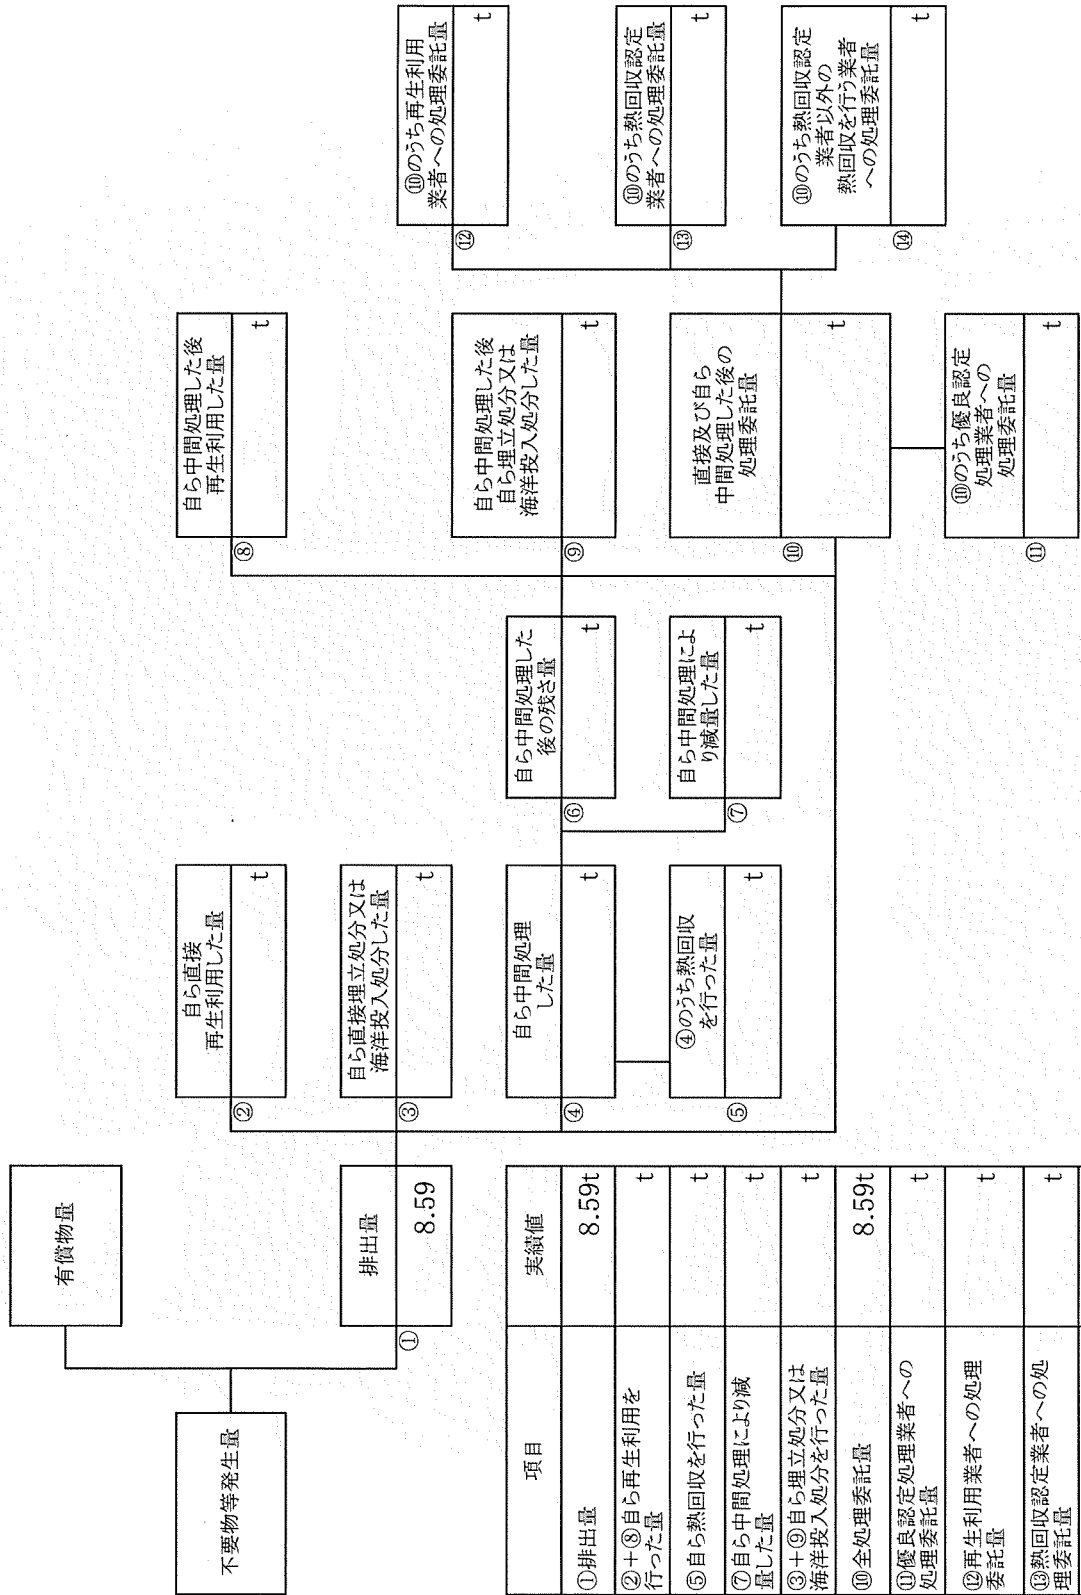 不要物等発生量
有償物量
排出量
①
8.59
自ら直接
再生利用した量
②
t
自ら直接埋立処分又は
海洋投入処分した量
③
t
自ら中間処理
した量
④
t
④のうち熱回収
を行った量
⑤
t
自ら中間処理した
後の残さ量
⑥
t
自ら中間処理によ
り減量した量
⑦
t
自ら中間処理した後
再生利用した量
⑧
t
自ら中間処理した後
自ら埋立処分又は
海洋投入処分した量
⑨
t
直接及び自ら
中間処理した後の
処理委託量
⑩
t
⑩のうち優良認定
処理業者への
処理委託量
⑪
t
⑩のうち再生利用
業者への処理委託量
⑫
t
⑩のうち熱回収認定
業者への処理委託量
⑬
t
⑩のうち熱回収認定
業者以外の
熱回収を行う業者
への処理委託量
⑭
t
項目
実績値
①排出量
8.59t
②+⑧自ら再生利用を
行った量
t
⑤自ら熱回収を行った量
t
⑦自ら中間処理により減
量した量
t
③+⑨自ら埋立処分又は
海洋投入処分を行った量
t
⑩全処理委託量
8.59t
⑪優良認定処理業者への
処理委託量
t
⑫再生利用業者への処理
委託量
t
⑬熱回収認定業者への処
理委託量
t